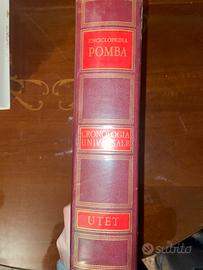 ENCICLOPEDIA
POMBA
CRONOLOGIA
UNIVERSALE
UTET
subito